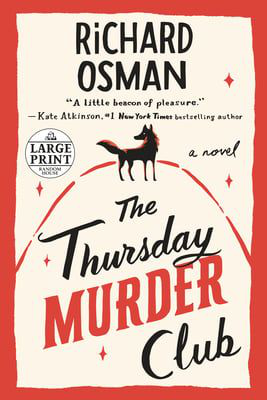 RiCHARD
OSMAN
“A little beacon of pleasure.”
—Kate Atkinson, #1 New York Times bestselling author
LARGE
PRINT
RANDOM
HOUSE
a novel
The
Thursday
MURDER
Club